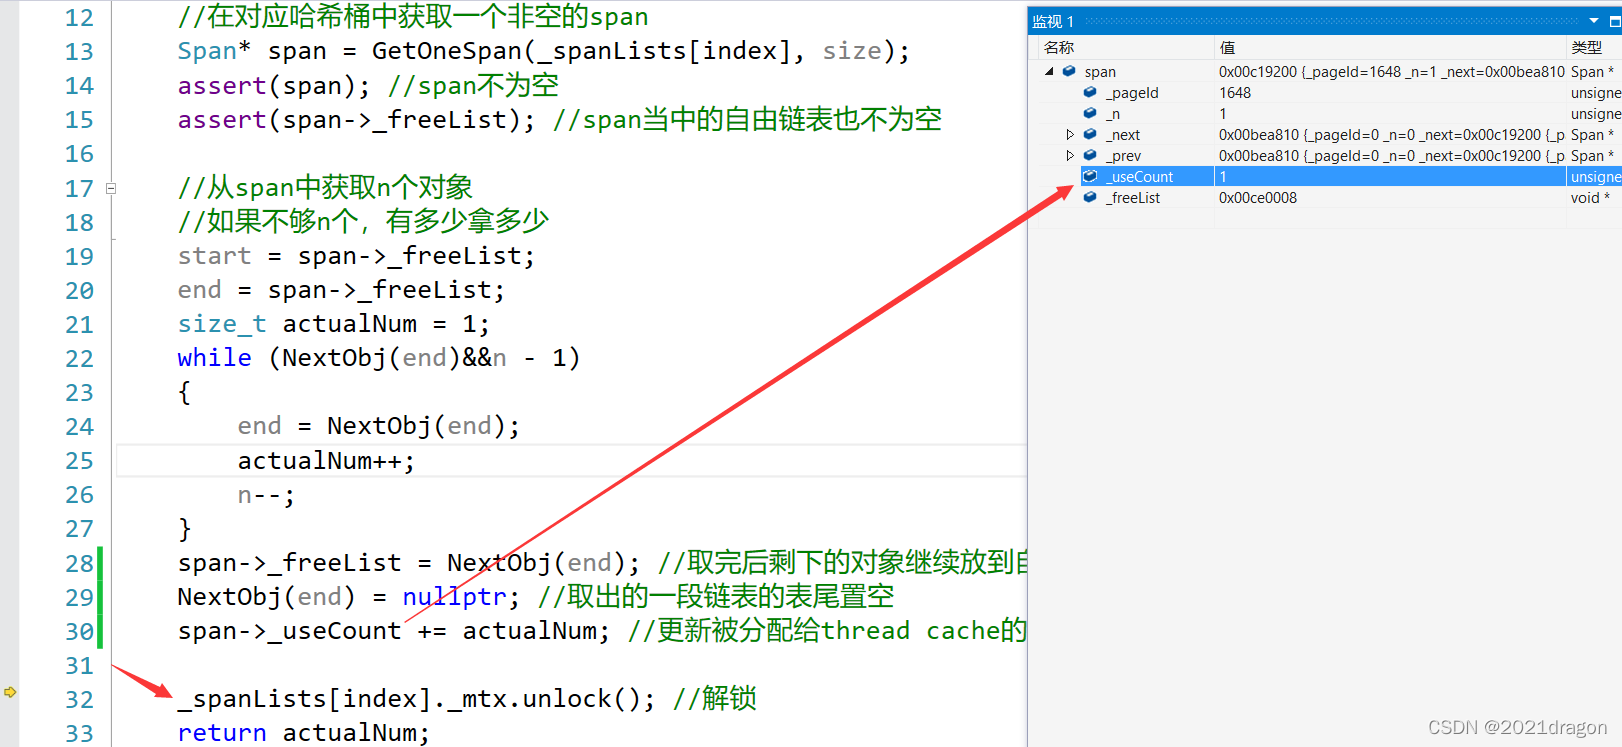 12 //在对应哈希桶中获取一个非空的span
13 Span* span = GetOneSpan(_spanLists[index], size);
14 assert(span); //span不为空
15 assert(span->_freeList); //span当中的自由链表也不为空
16
17 //从span中获取n个对象
18 //如果不够n个，有多少拿多少
19 start = span->_freeList;
20 end = span->_freeList;
21 size_t actualNum = 1;
22 while (NextObj(end)&&n - 1)
23 {
24 end = NextObj(end);
25 actualNum++;
26 n--;
27 }
28 span->_freeList = NextObj(end); //取完后剩下的对象继续放到自
29 NextObj(end) = nullptr; //取出的一段链表的表尾置空
30 span->_useCount += actualNum; //更新被分配给thread cache的
31
32 _spanLists[index]._mtx.unlock(); //解锁
33 return actualNum;
监视 1
名称 值 类型
span 0x00c19200 {_pageId=1648 _n=1 _next=0x00bea810 Span *
_pageId 1648 unsigne
_n 1 unsigne
_next 0x00bea810 {_pageId=0 _n=0 _next=0x00c19200 {_p Span *
_prev 0x00bea810 {_pageId=0 _n=0 _next=0x00c19200 {_p Span *
_useCount 1 unsigne
_freeList 0x00ce0008 void *
CSDN @2021dragon